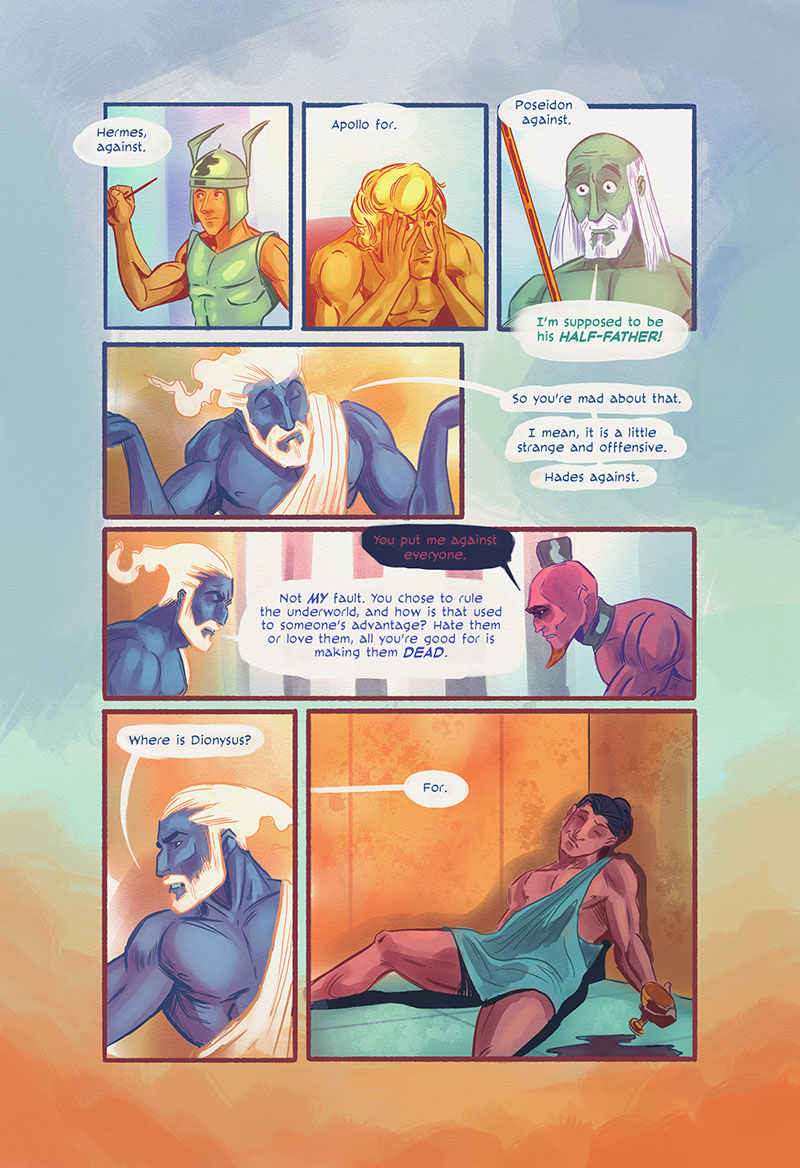 Hermes,
against.
Apollo for.
Poseidon
against.
I'm supposed to be
his HALF-FATHER!
So you're mad about that.
I mean, it is a little
strange and offfensive.
Hades against.
You put me against
everyone.
Not MY fault. You chose to rule
the underworld, and how is that used
to someone's advantage? Hate them
or love them, all you're good for is
making them DEAD.
Where is Dionysus?
For.